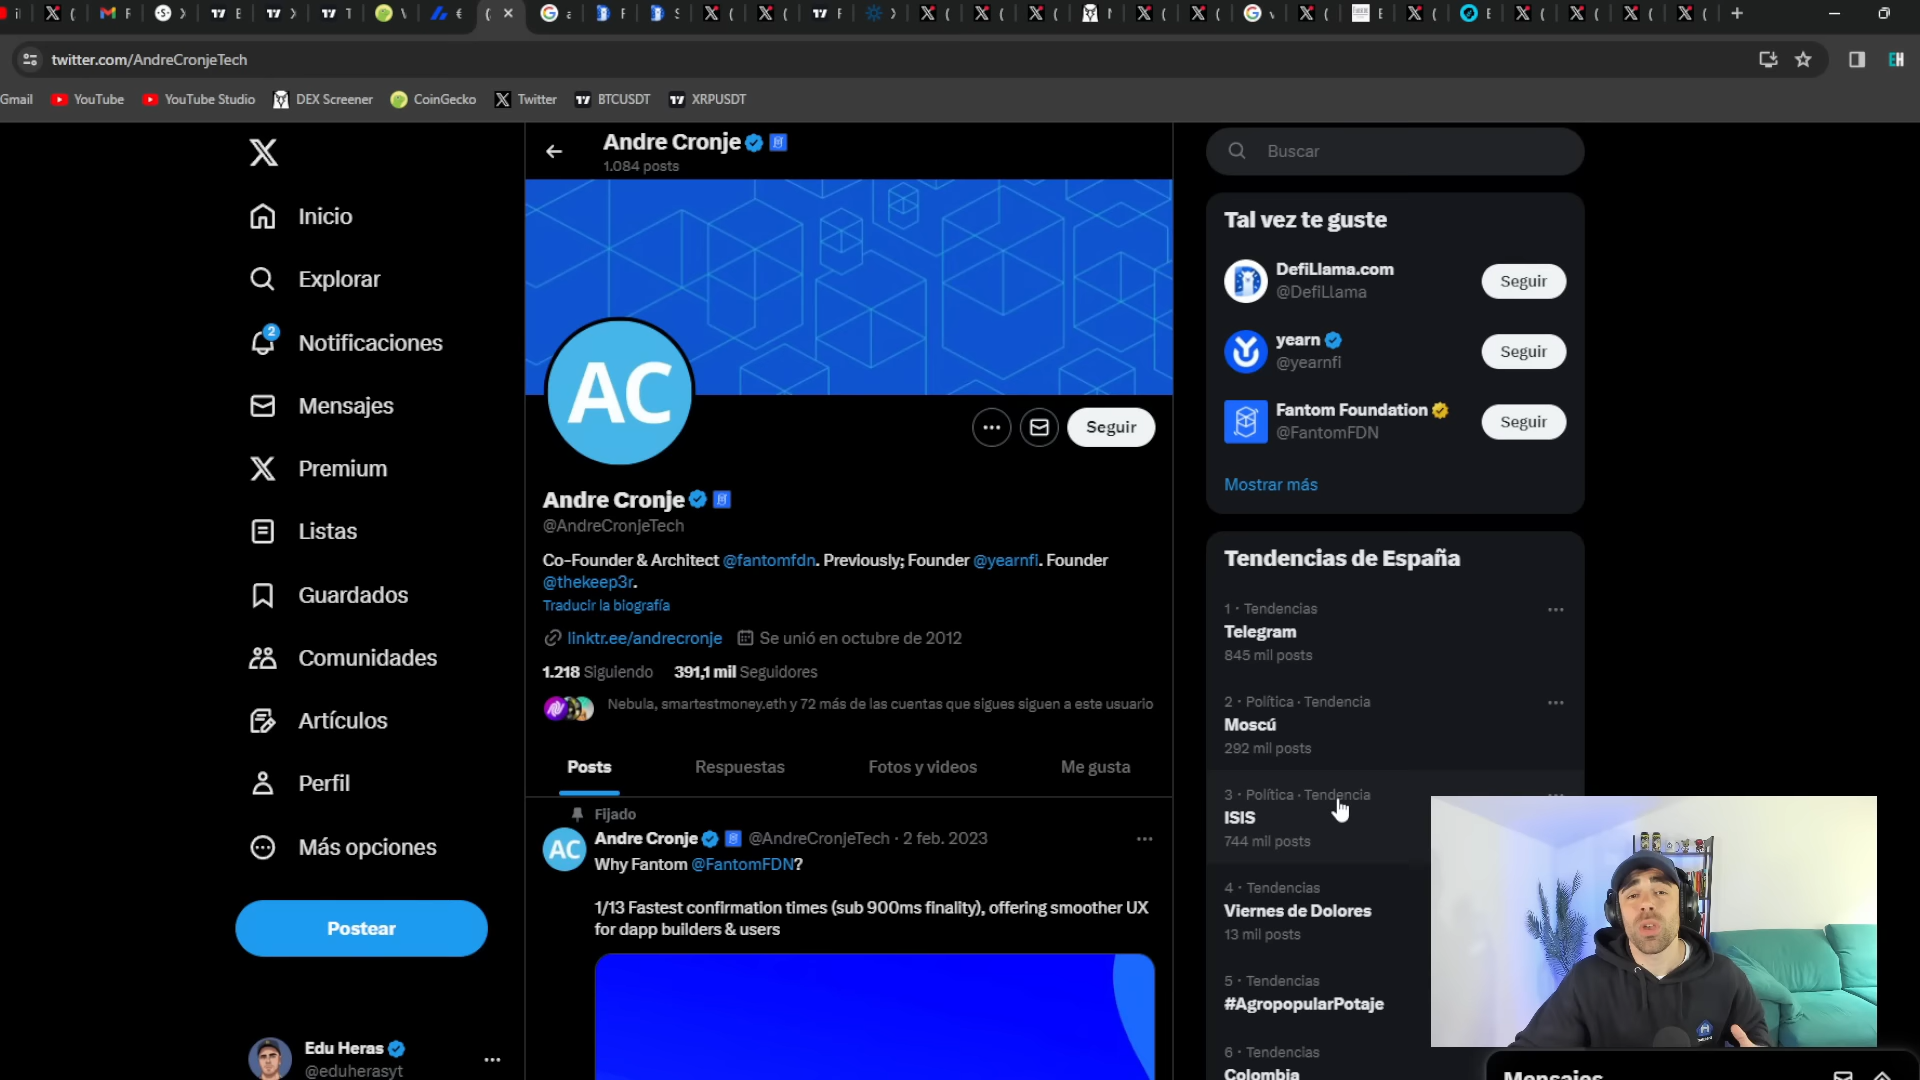 twitter.com/AndreCronjeTech
EH
Gmail
YouTube
YouTube Studio
DEX Screener
CoinGecko
Twitter
BTCUSDT
XRPUSDT
Andre Cronje
1.084 posts
Buscar
Inicio
Explorar
2
Notificaciones
Mensajes
Premium
Listas
Guardados
Comunidades
Artículos
Perfil
Más opciones
Postear
Edu Heras
@eduherasyt
AC
Seguir
Andre Cronje
@AndreCronjeTech
Co-Founder & Architect @fantomfdn. Previously; Founder @yearnfi. Founder
@thekeep3r.
Traducir la biografía
linktr.ee/andrecronje
Se unió en octubre de 2012
1.218 Siguiendo
391,1 mil Seguidores
Nebula, smartestmoney.eth y 72 más de las cuentas que sigues siguen a este usuario
Posts
Respuestas
Fotos y videos
Me gusta
Fijado
AC
Andre Cronje @AndreCronjeTech · 2 feb. 2023
Why Fantom @FantomFDN?
1/13 Fastest confirmation times (sub 900ms finality), offering smoother UX
for dapp builders & users
Tal vez te guste
DefiLlama.com
@DefiLlama
Seguir
yearn
@yearnfi
Seguir
Fantom Foundation
@FantomFDN
Seguir
Mostrar más
Tendencias de España
1 · Tendencias
Telegram
845 mil posts
2 · Política · Tendencia
Moscú
292 mil posts
3 · Política · Tendencia
ISIS
744 mil posts
4 · Tendencias
Viernes de Dolores
13 mil posts
5 · Tendencias
#AgropopularPotaje
6 · Tendencias
Colombia
Mensajes